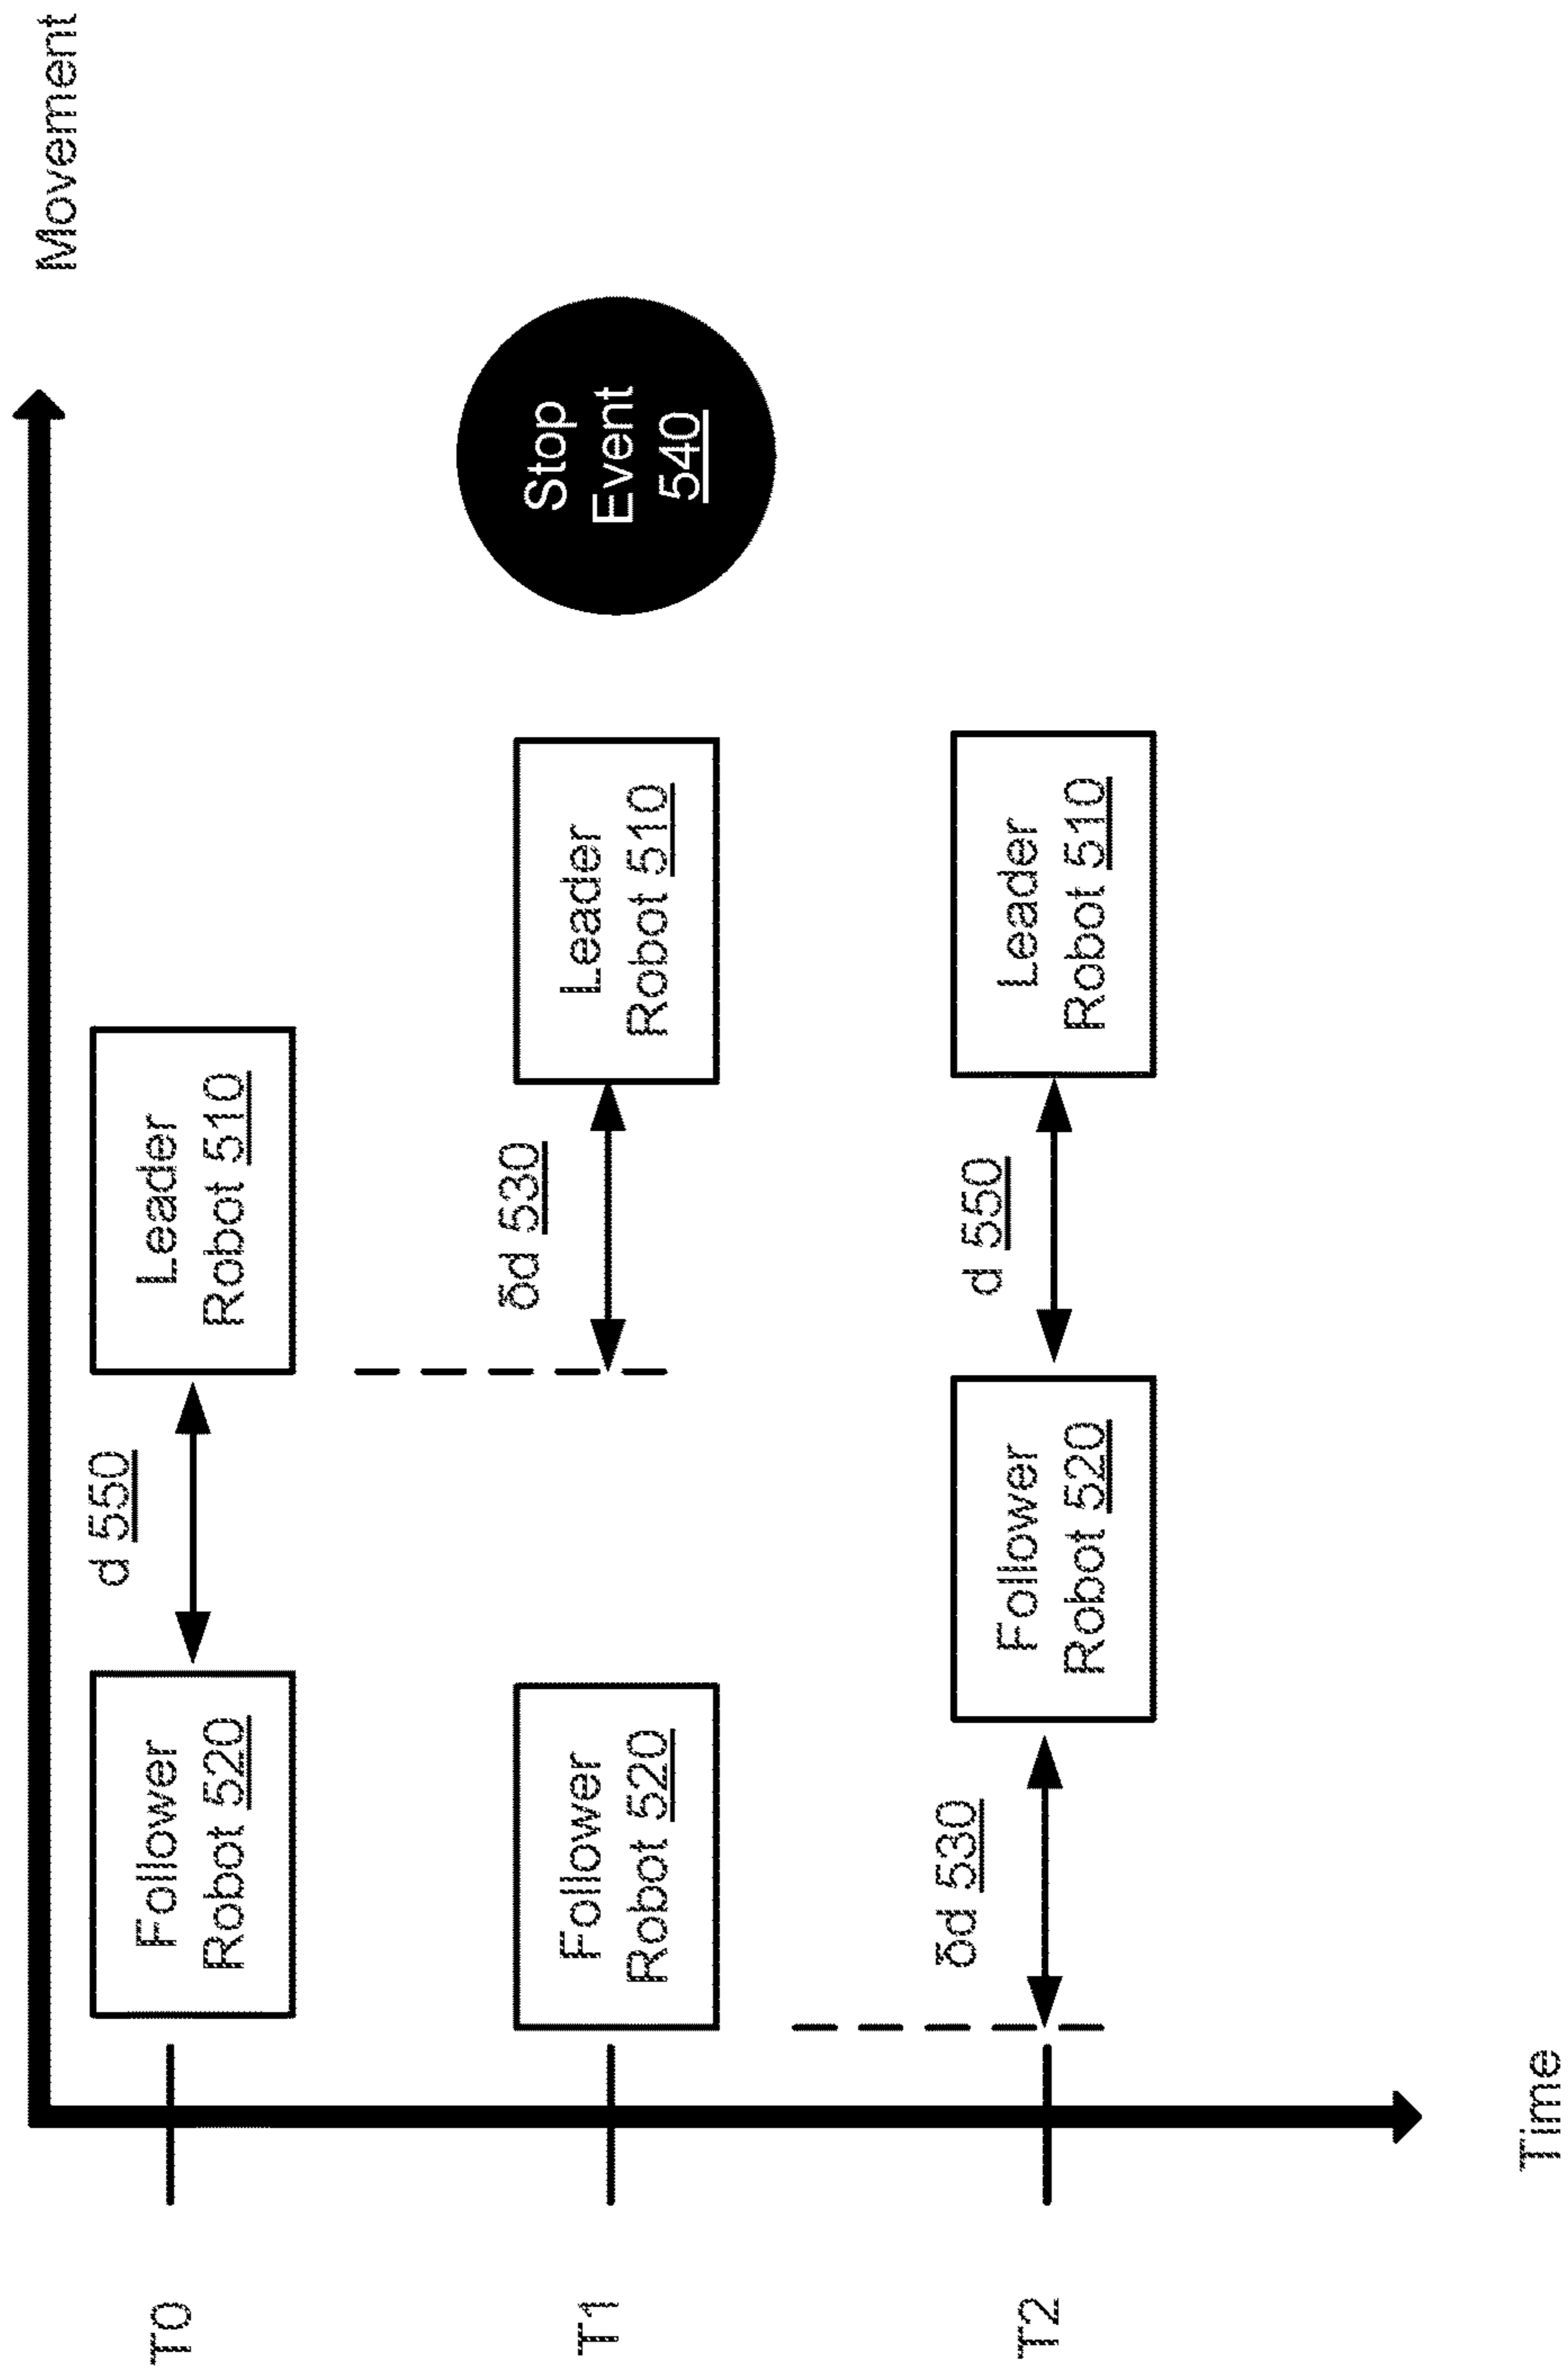 Movement
T0
Follower
Robot 520
d 550
Leader
Robot 510
T1
Follower
Robot 520
δd 530
Leader
Robot 510
Stop
Event
540
T2
δd 530
Follower
Robot 520
d 550
Leader
Robot 510
Time